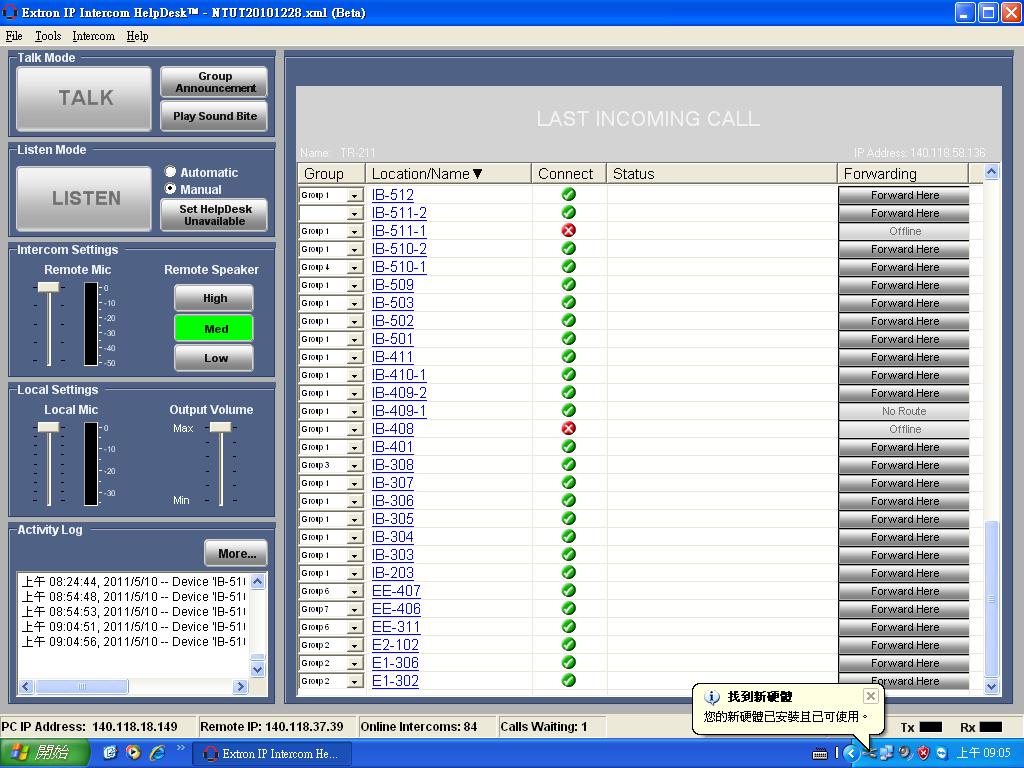 Extron IP Intercom HelpDesk™ - NTUT20101228.xml (Beta)
File Tools Intercom Help
Talk Mode
TALK
Group Announcement
Play Sound Bite
Listen Mode
LISTEN
Automatic
Manual
Set HelpDesk Unavailable
Intercom Settings
Remote Mic
Remote Speaker
0
-10
-20
-30
-40
-50
High
Med
Low
Local Settings
Local Mic
Output Volume
0
-10
-20
-30
Max
Min
Activity Log
More...
上午 08:24:44, 2011/5/10 -- Device 'IB-51
上午 08:54:48, 2011/5/10 -- Device 'IB-51
上午 08:54:53, 2011/5/10 -- Device 'IB-51
上午 09:04:51, 2011/5/10 -- Device 'IB-51
上午 09:04:56, 2011/5/10 -- Device 'IB-51
LAST INCOMING CALL
Name: TR-211 IP Address: 140.118.58.136
Group Location/Name▼ Connect Status Forwarding
Group 1 IB-512 Forward Here
IB-511-2 Forward Here
Group 1 IB-511-1 Offline
Group 1 IB-510-2 Forward Here
Group 4 IB-510-1 Forward Here
Group 1 IB-509 Forward Here
Group 1 IB-503 Forward Here
Group 1 IB-502 Forward Here
Group 1 IB-501 Forward Here
Group 1 IB-411 Forward Here
Group 1 IB-410-1 Forward Here
Group 1 IB-409-2 Forward Here
Group 1 IB-409-1 No Route
Group 1 IB-408 Offline
Group 1 IB-401 Forward Here
Group 3 IB-308 Forward Here
Group 1 IB-307 Forward Here
Group 1 IB-306 Forward Here
Group 1 IB-305 Forward Here
Group 1 IB-304 Forward Here
Group 1 IB-303 Forward Here
Group 1 IB-203 Forward Here
Group 6 EE-407 Forward Here
Group 7 EE-406 Forward Here
Group 6 EE-311 Forward Here
Group 2 E2-102 Forward Here
Group 2 E1-306 Forward Here
Group 2 E1-302 Forward Here
找到新硬體
您的新硬體已安裝且已可使用。
PC IP Address: 140.118.18.149 Remote IP: 140.118.37.39 Online Intercoms: 84 Calls Waiting: 1 Tx Rx
開始 Extron IP Intercom He... 上午 09:05